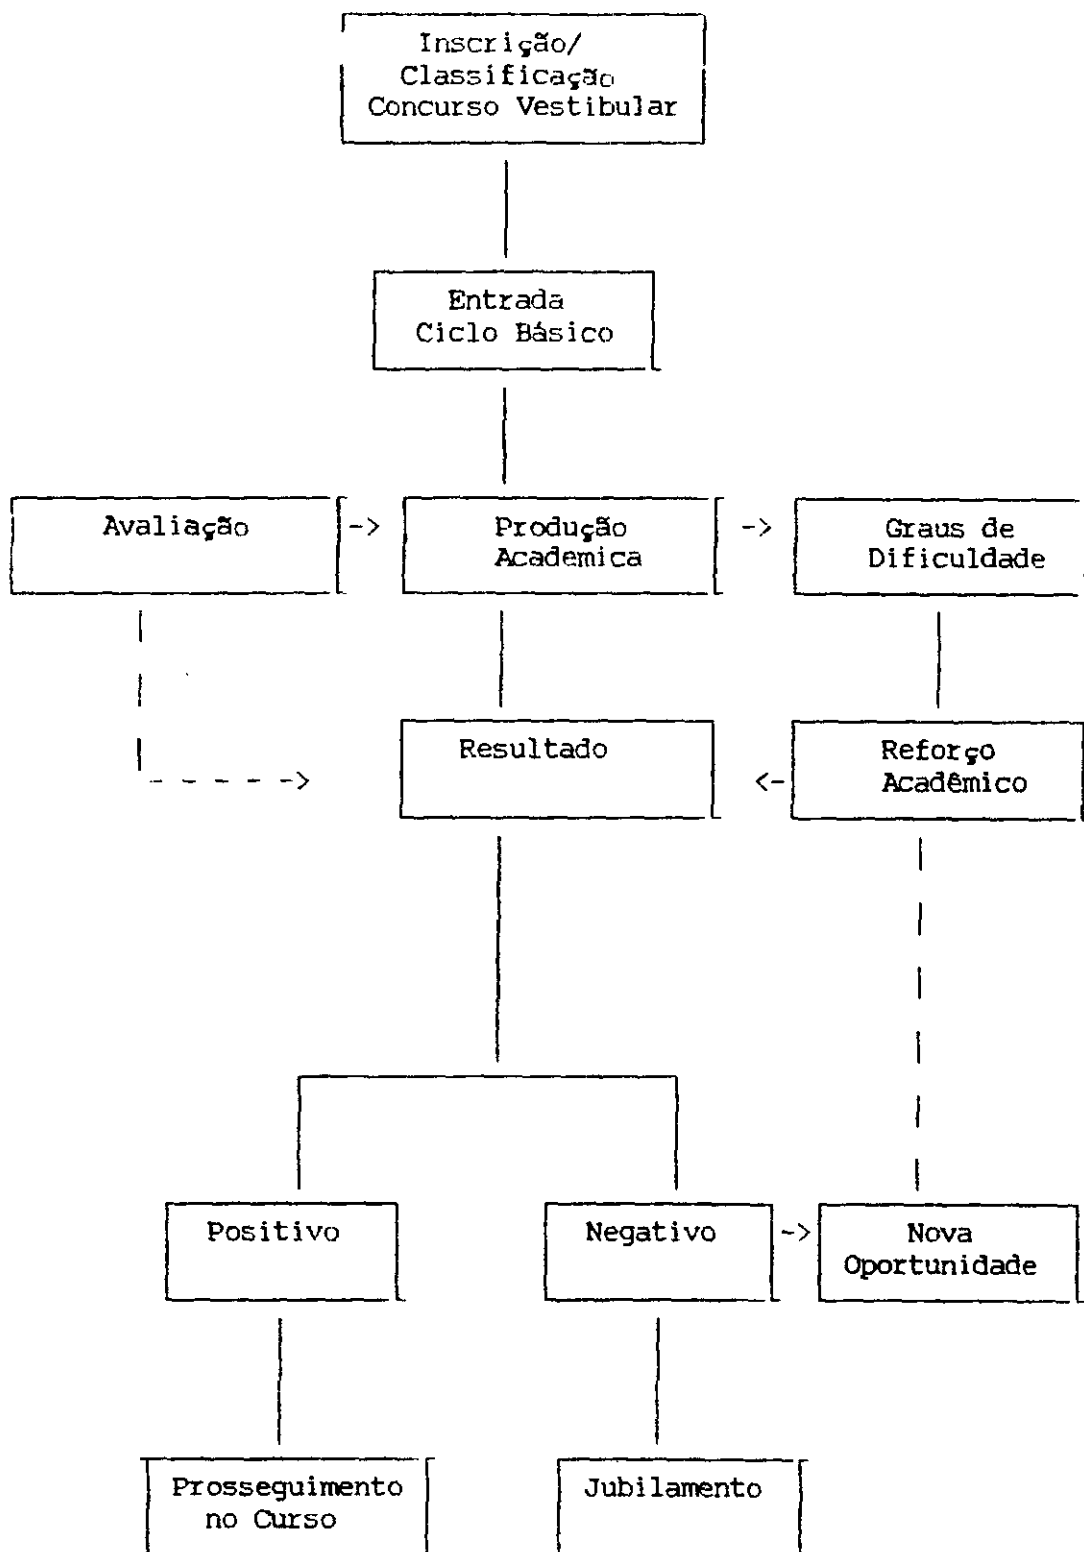 Inscrição/
Classificação
Concurso Vestibular
Entrada
Ciclo Básico
Avaliação -> Produção -> Graus de
Academica Dificuldade
Resultado Reforço
- - - - -> <- Acadêmico
Positivo Negativo -> Nova
Oportunidade
Prosseguimento Jubilamento
no Curso